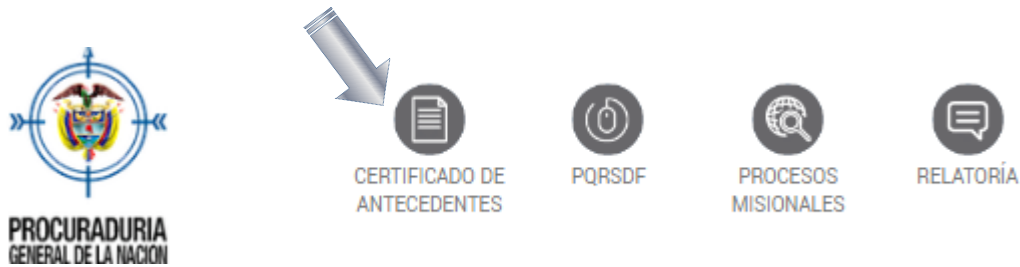 PROCURADURIA
GENERAL DE LA NACION
CERTIFICADO DE
ANTECEDENTES
PQRSDF
PROCESOS
MISIONALES
RELATORÍA